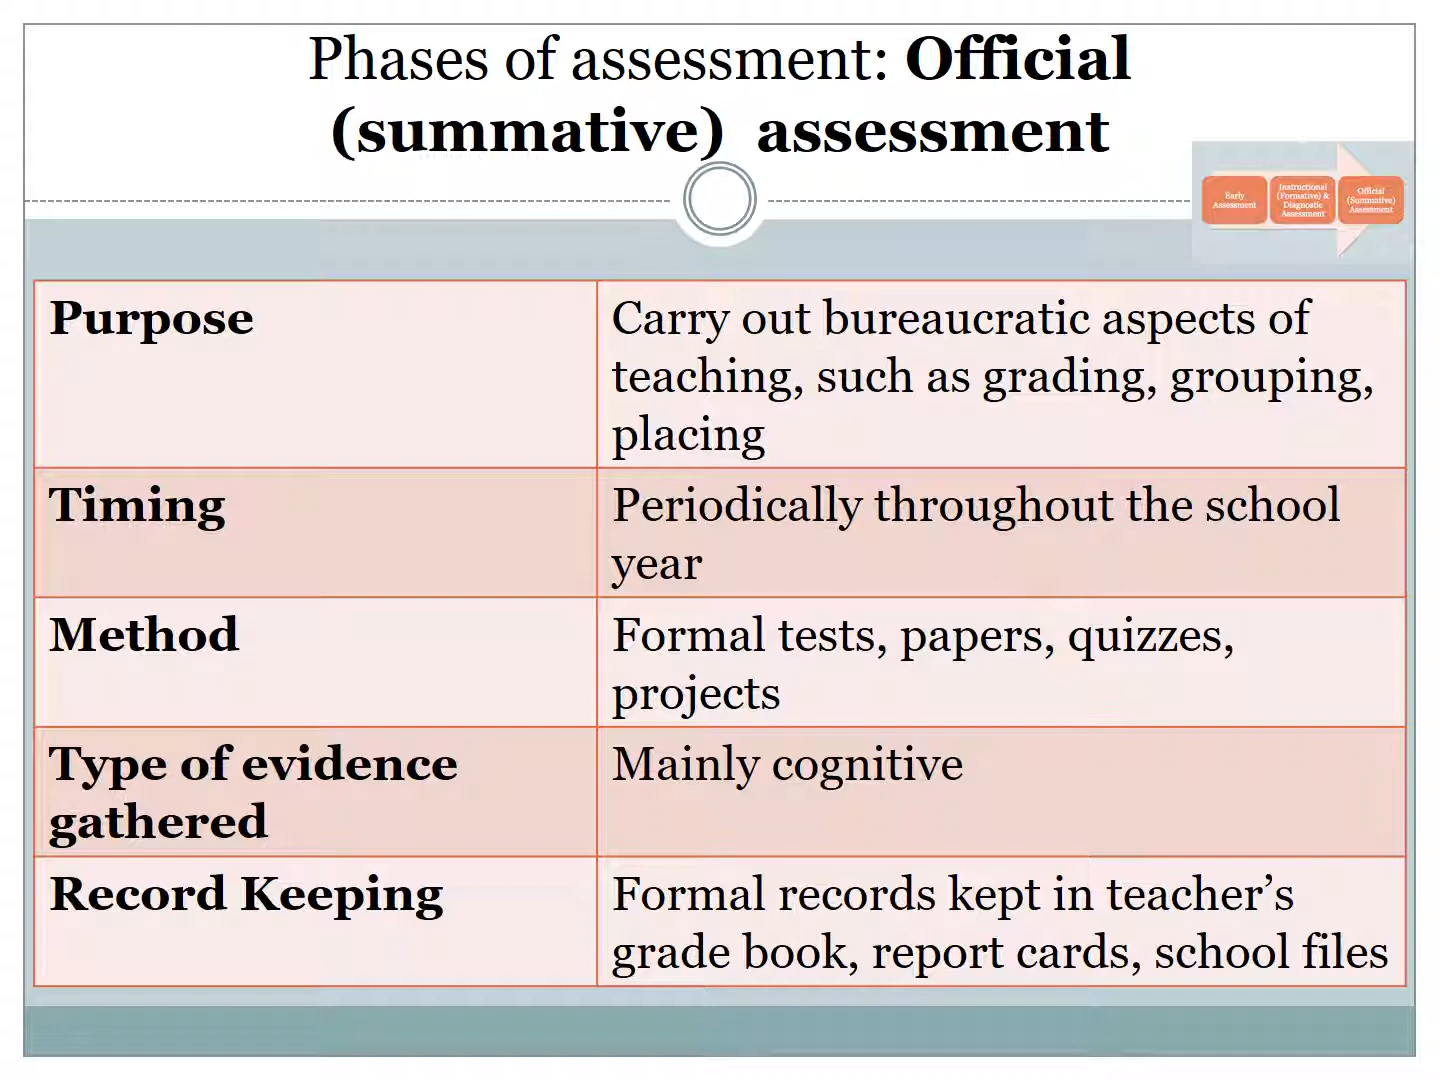 Phases of assessment: Official
(summative) assessment
Early
Assessment
Instructional
(Formative) &
Diagnostic
Assessment
Official
(Summative)
Assessment
Purpose
Carry out bureaucratic aspects of
teaching, such as grading, grouping,
placing
Timing
Periodically throughout the school
year
Method
Formal tests, papers, quizzes,
projects
Type of evidence
gathered
Mainly cognitive
Record Keeping
Formal records kept in teacher’s
grade book, report cards, school files